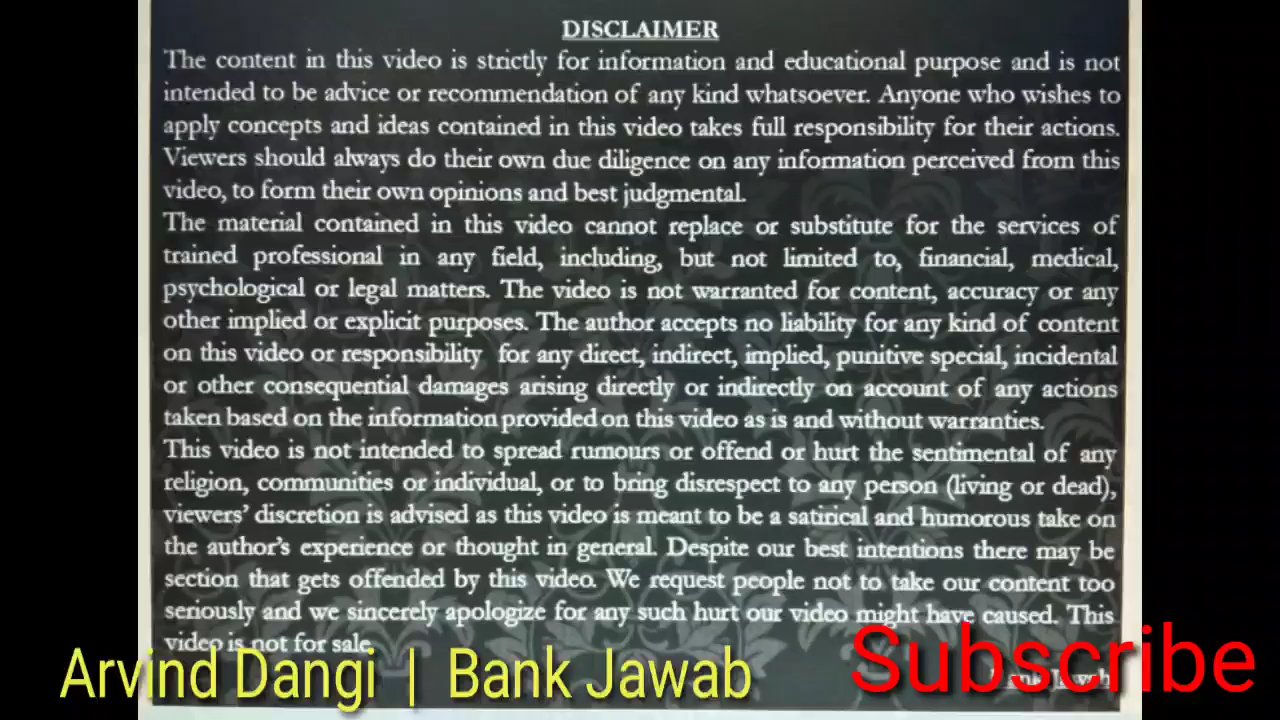 DISCLAIMER
The content in this video is strictly for information and educational purpose and is not
intended to be advice or recommendation of any kind whatsoever. Anyone who wishes to
apply concepts and ideas contained in this video takes full responsibility for their actions.
Viewers should always do their own due diligence on any information perceived from this
video, to form their own opinions and best judgmental.
The material contained in this video cannot replace or substitute for the services of
trained professional in any field, including, but not limited to, financial, medical,
psychological or legal matters. The video is not warranted for content, accuracy or any
other implied or explicit purposes. The author accepts no liability for any kind of content
on this video or responsibility for any direct, indirect, implied, punitive special, incidental
or other consequential damages arising directly or indirectly on account of any actions
taken based on the information provided on this video as is and without warranties.
This video is not intended to spread rumours or offend or hurt the sentimental of any
religion, communities or individual, or to bring disrespect to any person (living or dead),
viewers' discretion is advised as this video is meant to be a satirical and humorous take on
the author's experience or thought in general. Despite our best intentions there may be
section that gets offended by this video. We request people not to take our content too
seriously and we sincerely apologize for any such hurt our video might have caused. This
video is not for sale
Arvind Dangi | Bank Jawab
Subscribe
Bank Jawab